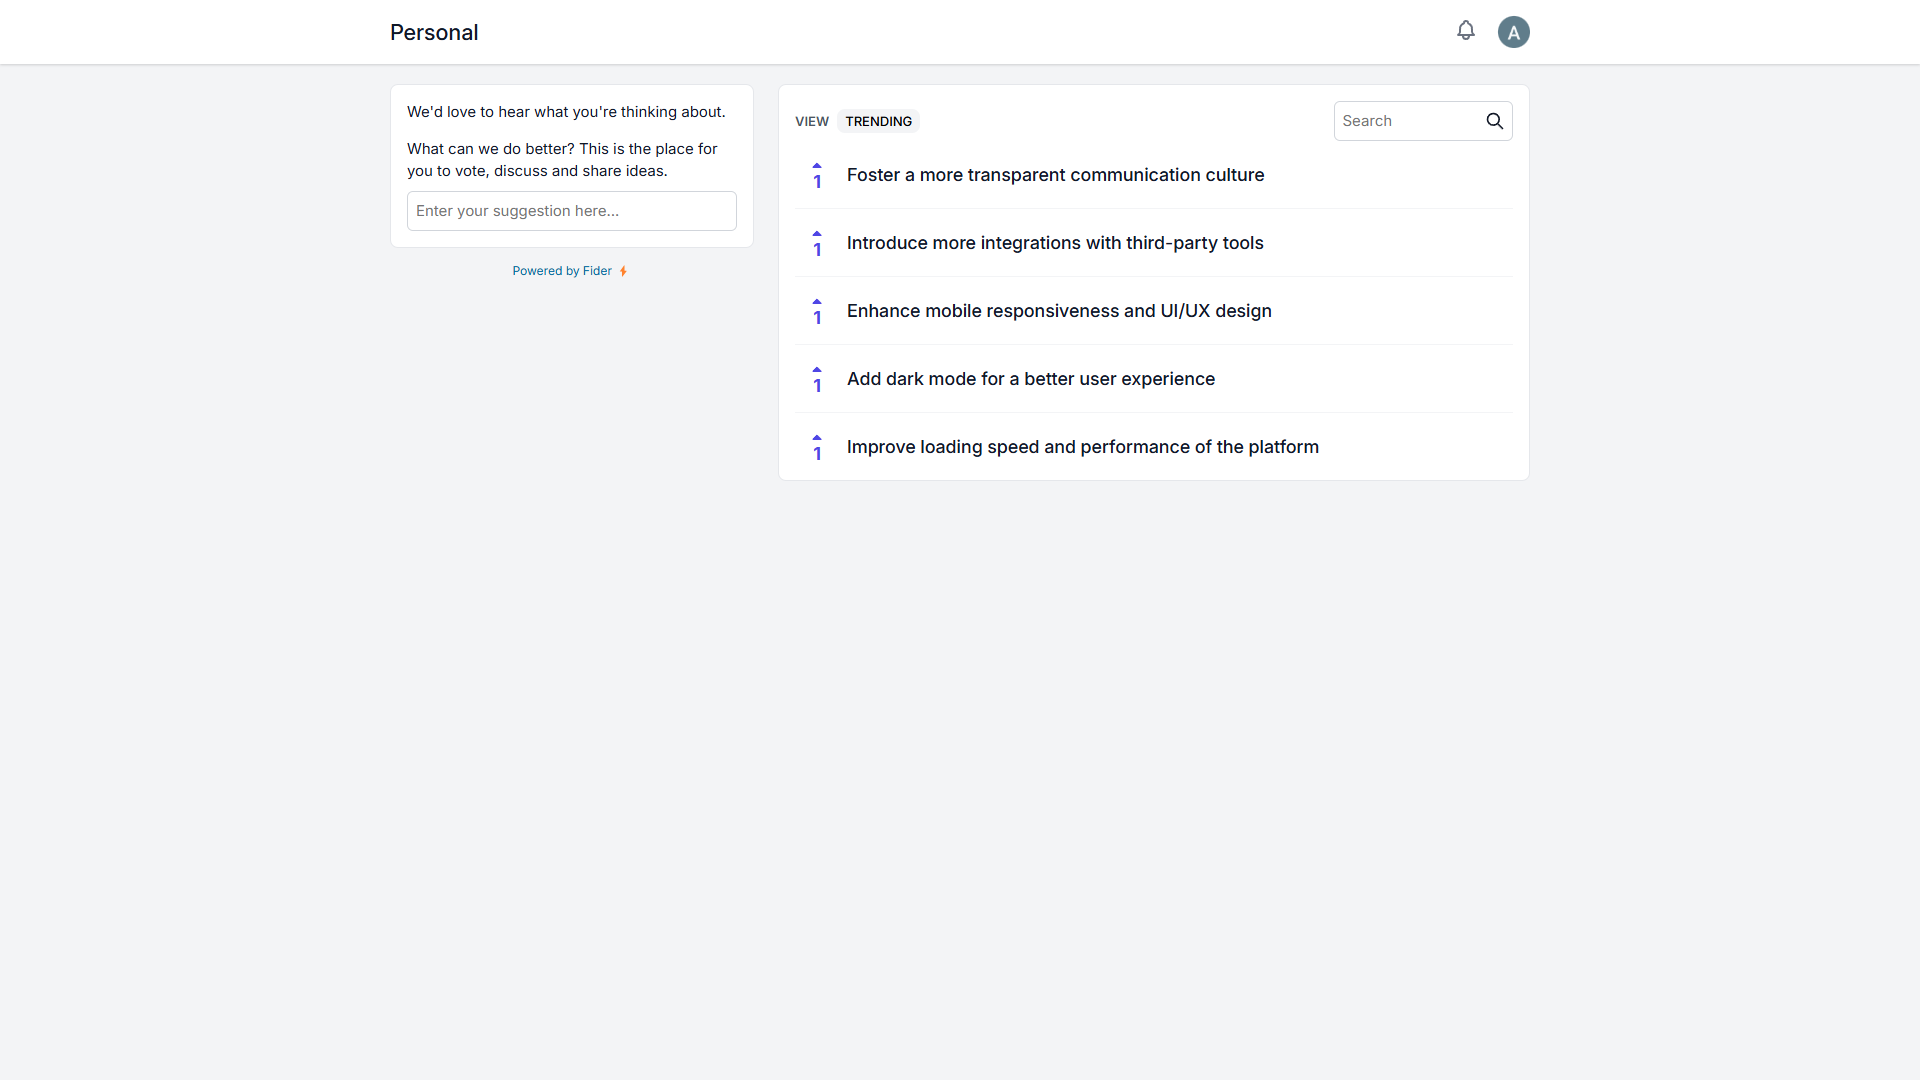 Personal
A
We'd love to hear what you're thinking about.
What can we do better? This is the place for
you to vote, discuss and share ideas.
Enter your suggestion here...
Powered by Fider
VIEW TRENDING
Search
1 Foster a more transparent communication culture
1 Introduce more integrations with third-party tools
1 Enhance mobile responsiveness and UI/UX design
1 Add dark mode for a better user experience
1 Improve loading speed and performance of the platform